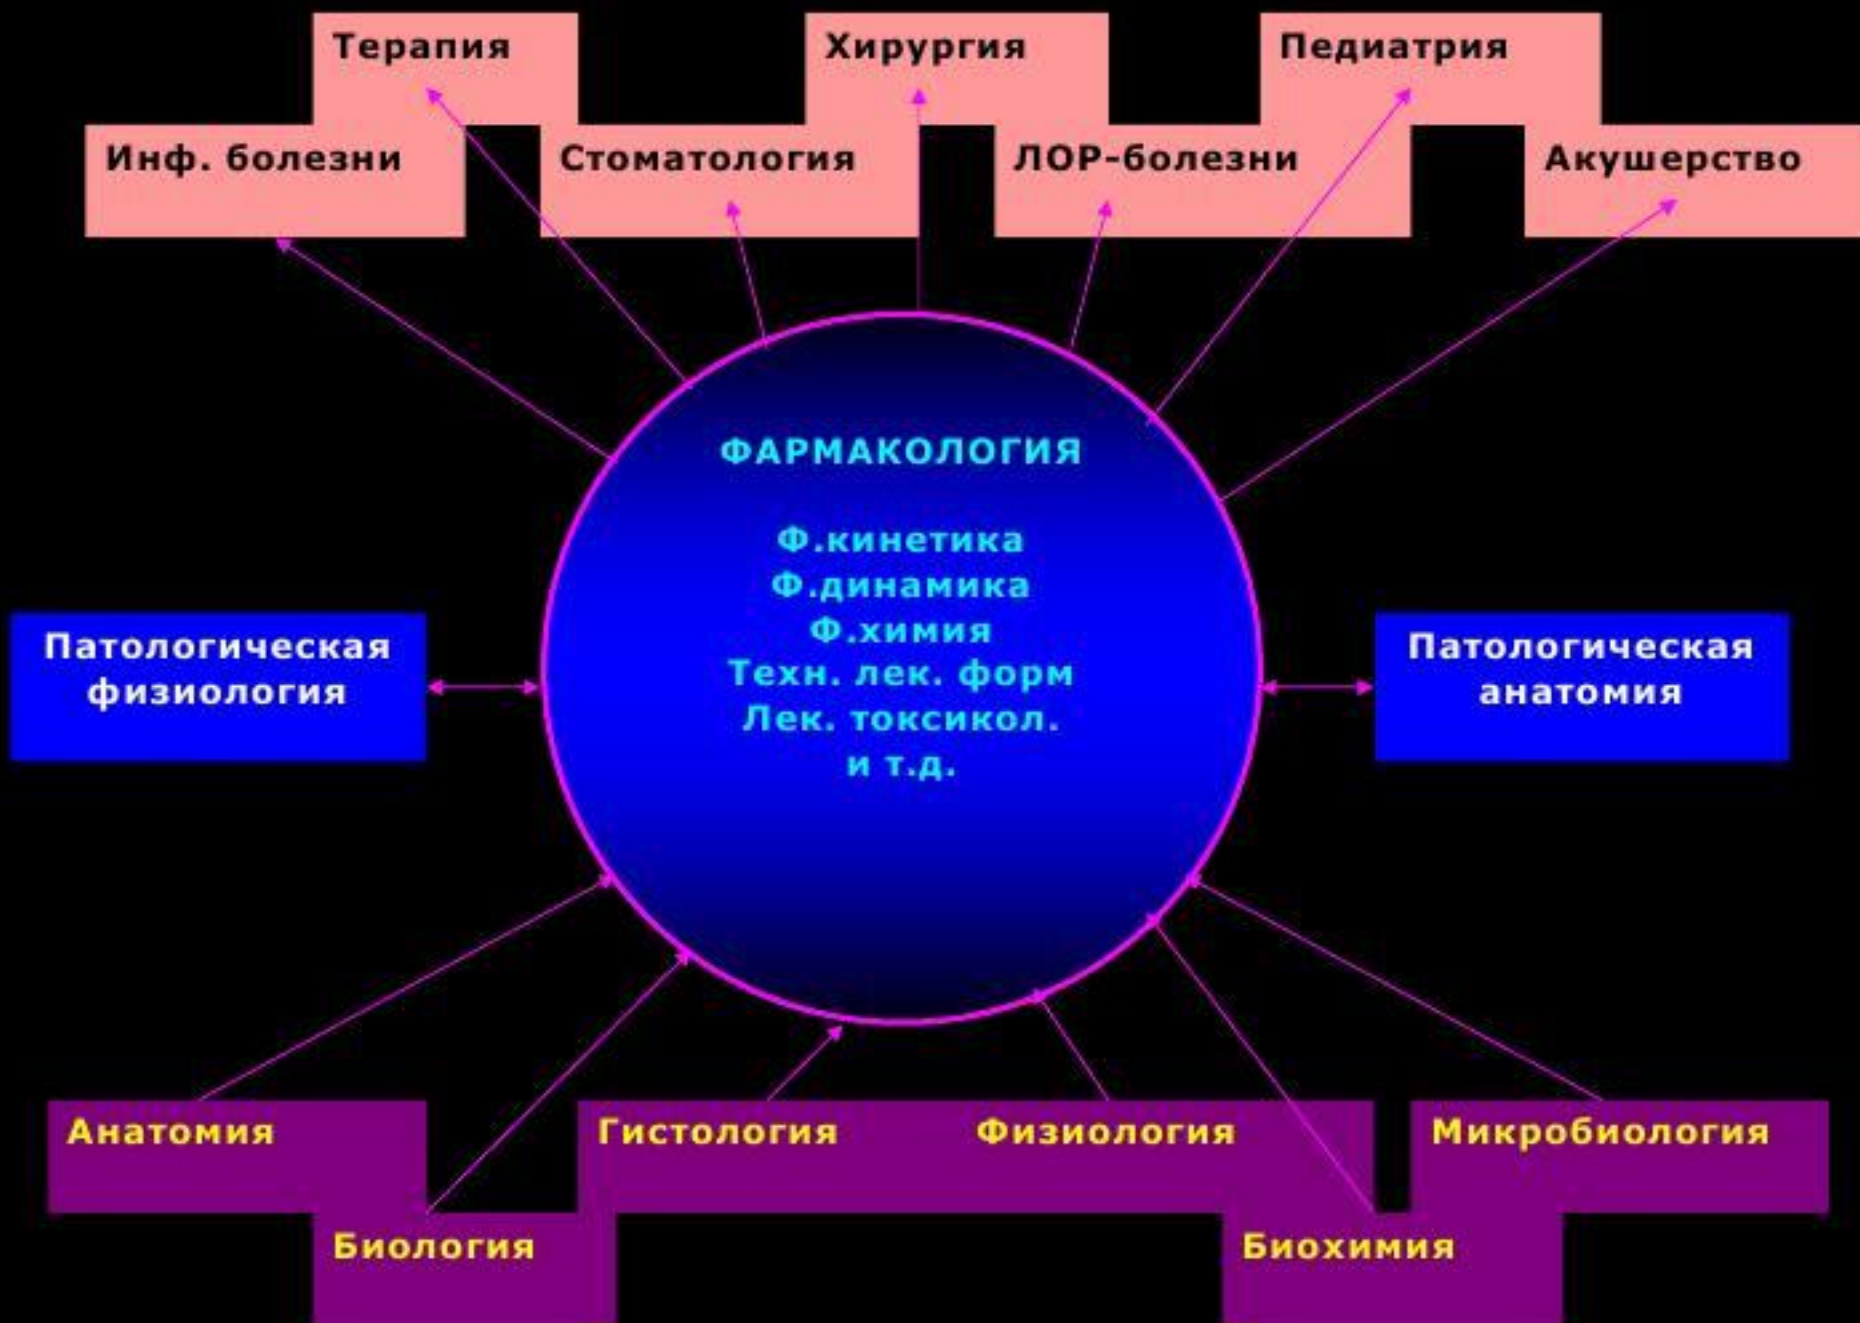 Терапия
Хирургия
Педиатрия
Инф. болезни
Стоматология
ЛОР-болезни
Акушерство
ФАРМАКОЛОГИЯ
Ф.кинетика
Ф.динамика
Ф.химия
Техн. лек. форм
Лек. токсикол.
и т.д.
Патологическая
физиология
Патологическая
анатомия
Анатомия
Гистология
Физиология
Микробиология
Биология
Биохимия